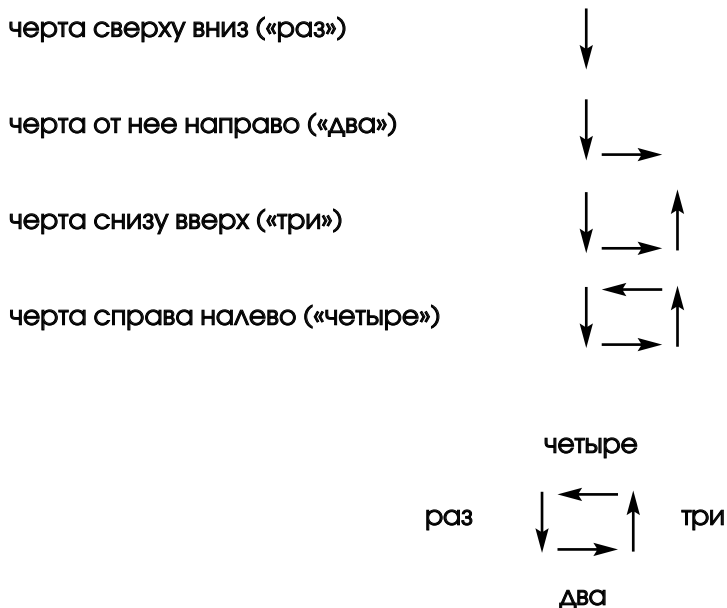 черта сверху вниз («раз»)
черта от нее направо («два»)
черта снизу вверх («три»)
черта справа налево («четыре»)
четыре
раз три
два